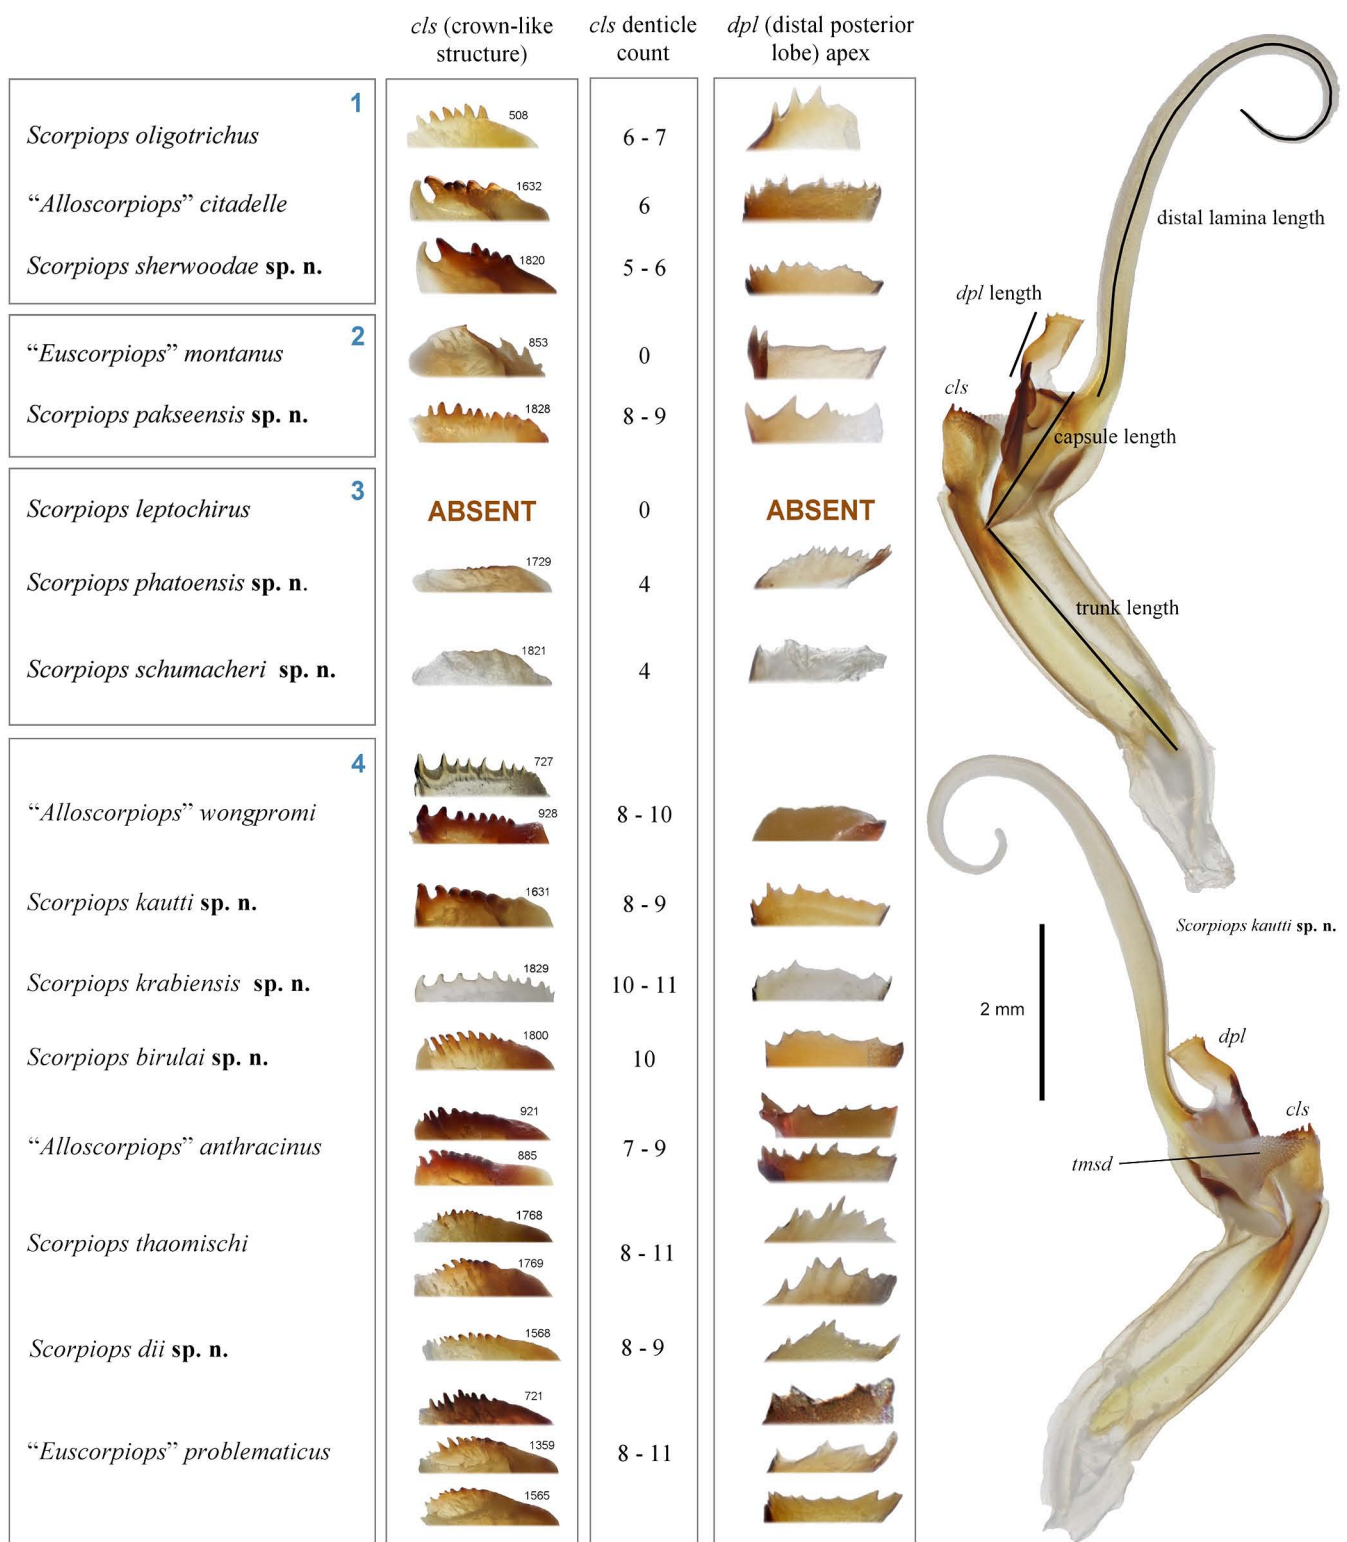 cls (crown-like
structure)
cls denticle
count
dpl (distal posterior
lobe) apex
1
Scorpiops oligotrichus
508
6 - 7
“Alloscorpiops” citadelle
1632
6
Scorpiops sherwoodae sp. n.
1820
5 - 6
2
“Euscorpiops” montanus
853
0
Scorpiops pakseensis sp. n.
1828
8 - 9
3
Scorpiops leptochirus
ABSENT
0
ABSENT
Scorpiops phatoensis sp. n.
1729
4
Scorpiops schumacheri sp. n.
1821
4
4
“Alloscorpiops” wongpromi
727
928
8 - 10
Scorpiops kautti sp. n.
1631
8 - 9
Scorpiops krabiensis sp. n.
1829
10 - 11
Scorpiops birulai sp. n.
1800
10
“Alloscorpiops” anthracinus
921
885
7 - 9
Scorpiops thaomischi
1768
1769
8 - 11
Scorpiops dii sp. n.
1568
8 - 9
“Euscorpiops” problematicus
721
1359
1565
8 - 11
distal lamina length
dpl length
cls
capsule length
trunk length
Scorpiops kautti sp. n.
2 mm
dpl
cls
tmsd